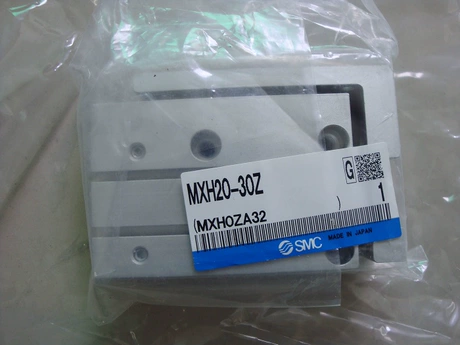 MXH20-30Z
G
(MXH0ZA32 )
1
SMC MADE IN JAPAN